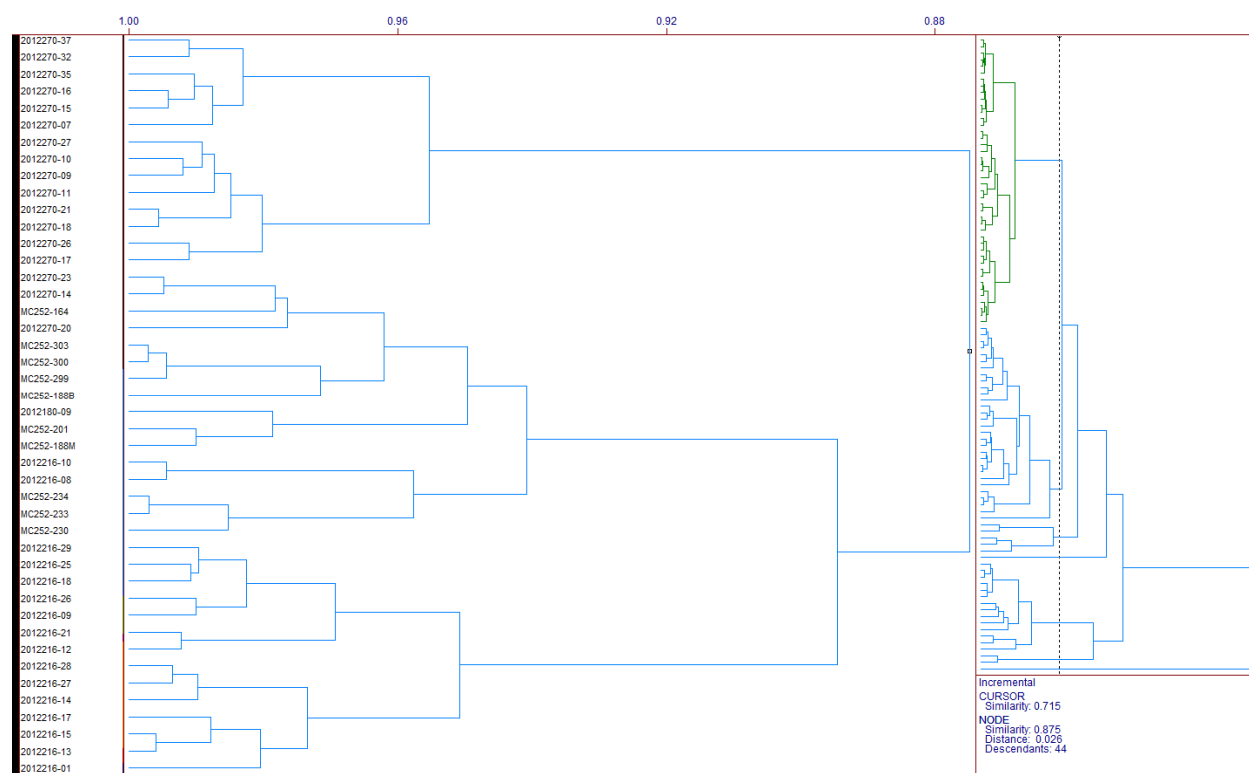 1.00 0.96 0.92 0.88
2012270-37
2012270-32
2012270-35
2012270-16
2012270-15
2012270-07
2012270-27
2012270-10
2012270-09
2012270-11
2012270-21
2012270-18
2012270-26
2012270-17
2012270-23
2012270-14
MC252-164
2012270-20
MC252-303
MC252-300
MC252-299
MC252-188B
2012180-09
MC252-201
MC252-188M
2012216-10
2012216-08
MC252-234
MC252-233
MC252-230
2012216-29
2012216-25
2012216-18
2012216-26
2012216-09
2012216-21
2012216-12
2012216-28
2012216-27
2012216-14
2012216-17
2012216-15
2012216-13
2012216-01
Incremental
CURSOR
Similarity: 0.715
NODE
Similarity: 0.875
Distance: 0.026
Descendants: 44